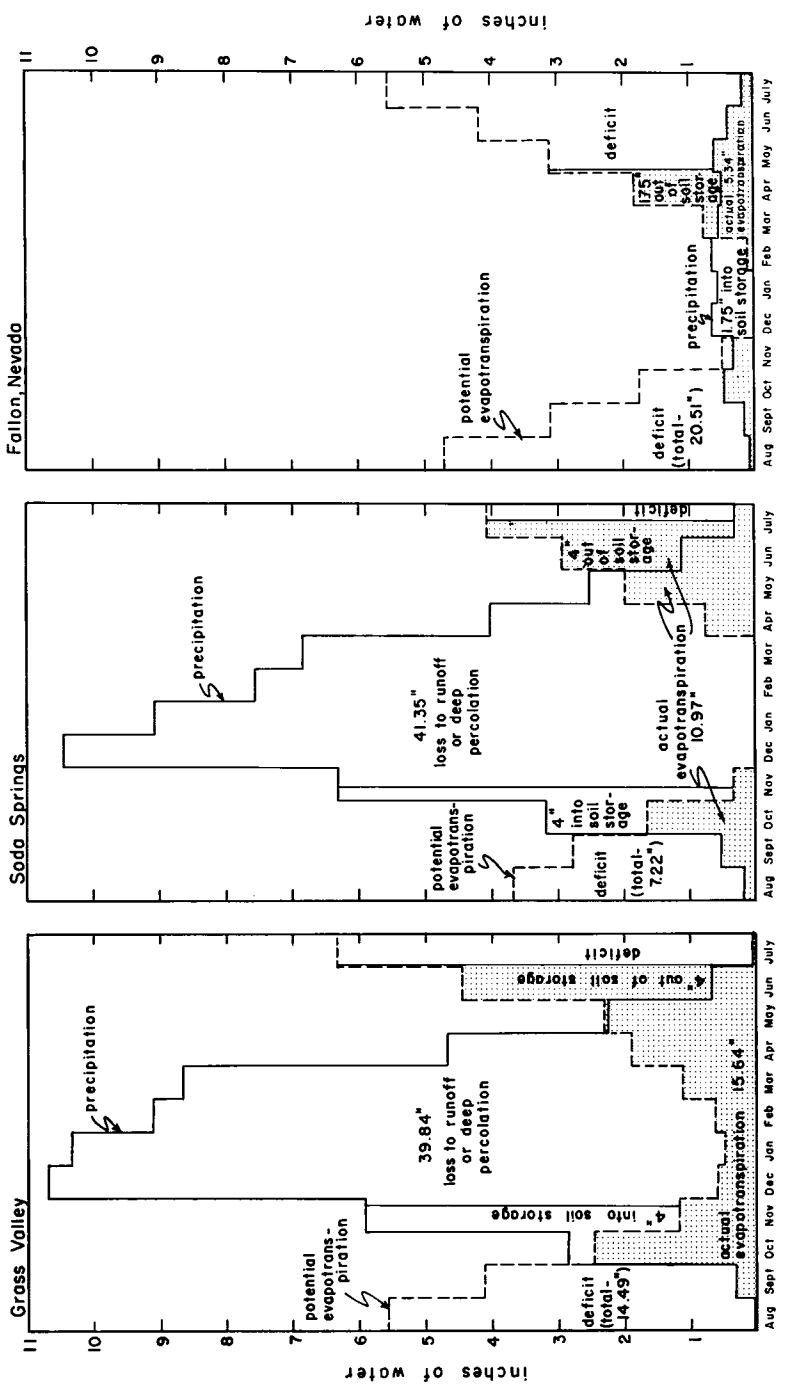 Grass Valley
inches of water
11
10
9
8
7
6
5
4
3
2
1
precipitation
potential
evapotrans-
piration
39.84"
loss to runoff
or deep
percolation
4" into soil storage
4" out of soil storage
deficit
deficit
(total-
14.49")
actual
evapotranspiration 15.64"
Aug Sept Oct Nov Dec Jan Feb Mar Apr May Jun July
Soda Springs
precipitation
potential
evapotrans-
piration
41.35"
loss to runoff
or deep
percolation
4"
into
soil
stor-
age
4"
out
of soil
stor-
age
deficit
deficit
(total-
7.22")
actual
evapotranspiration
10.97"
Aug Sept Oct Nov Dec Jan Feb Mar Apr May Jun July
Fallon, Nevada
11
10
9
8
7
6
5
4
3
2
1
inches of water
potential
evapotranspiration
deficit
(total-
20.51")
precipitation
1.75" into
soil storage
1.75"
out
of
soil
stor-
age
deficit
actual 5.34"
evapotranspiration
Aug Sept Oct Nov Dec Jan Feb Mar Apr May Jun July